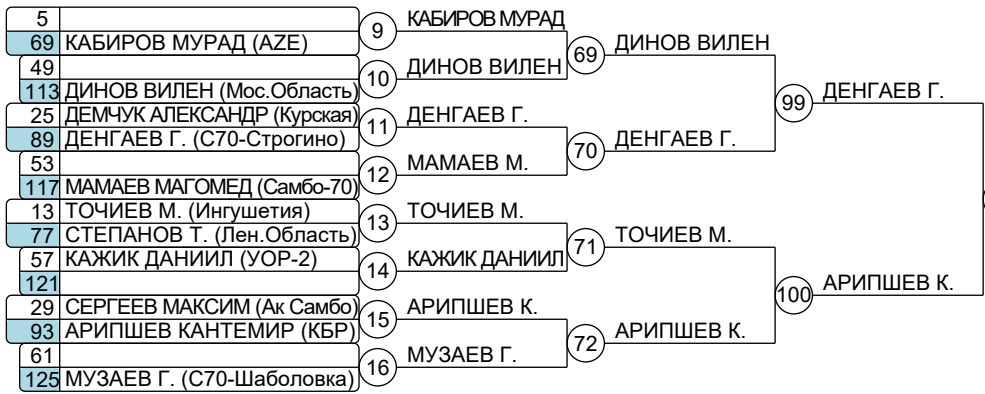 5
69 КАБИРОВ МУРАД (AZE)
9
КАБИРОВ МУРАД
49
113 ДИНОВ ВИЛЕН (Мос.Область)
10
ДИНОВ ВИЛЕН
69
ДИНОВ ВИЛЕН
25 ДЕМЧУК АЛЕКСАНДР (Курская)
89 ДЕНГАЕВ Г. (С70-Строгино)
11
ДЕНГАЕВ Г.
53
117 МАМАЕВ МАГОМЕД (Самбо-70)
12
МАМАЕВ М.
70
ДЕНГАЕВ Г.
99
ДЕНГАЕВ Г.
13 ТОЧИЕВ М. (Ингушетия)
77 СТЕПАНОВ Т. (Лен.Область)
13
ТОЧИЕВ М.
57 КАЖИК ДАНИИЛ (УОР-2)
121
14
КАЖИК ДАНИИЛ
71
ТОЧИЕВ М.
29 СЕРГЕЕВ МАКСИМ (Ак Самбо)
93 АРИПШЕВ КАНТЕМИР (КБР)
15
АРИПШЕВ К.
61
125 МУЗАЕВ Г. (С70-Шаболовка)
16
МУЗАЕВ Г.
72
АРИПШЕВ К.
100
АРИПШЕВ К.